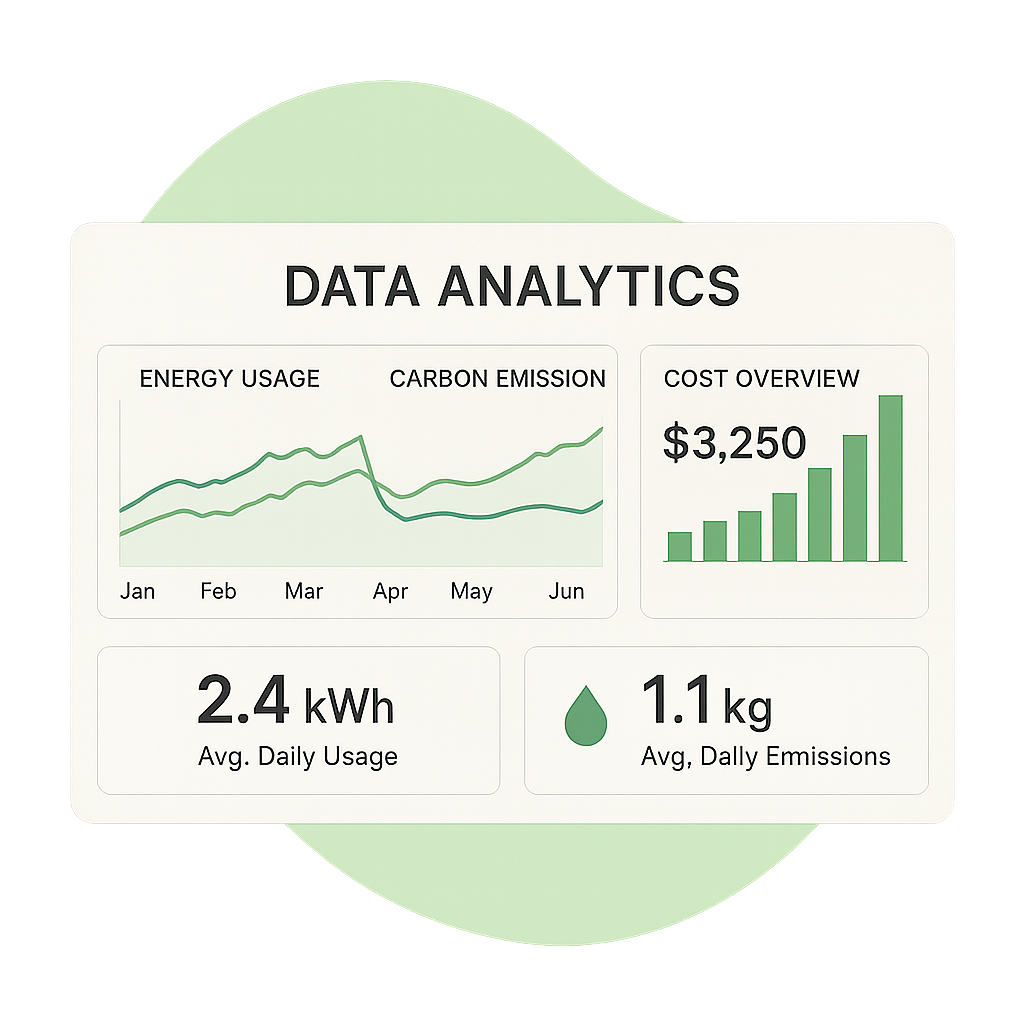 DATA ANALYTICS
ENERGY USAGE
CARBON EMISSION
Jan Feb Mar Apr May Jun
COST OVERVIEW
$3,250
2.4 kWh
Avg. Daily Usage
1.1 kg
Avg, Dally Emissions